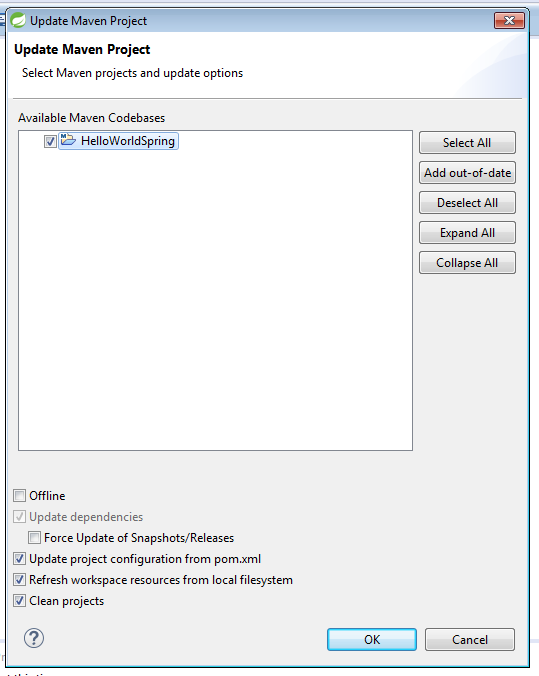 Update Maven Project
Update Maven Project
Select Maven projects and update options
Available Maven Codebases
HelloWorldSpring
Select All
Add out-of-date
Deselect All
Expand All
Collapse All
Offline
Update dependencies
Force Update of Snapshots/Releases
Update project configuration from pom.xml
Refresh workspace resources from local filesystem
Clean projects
?
OK
Cancel